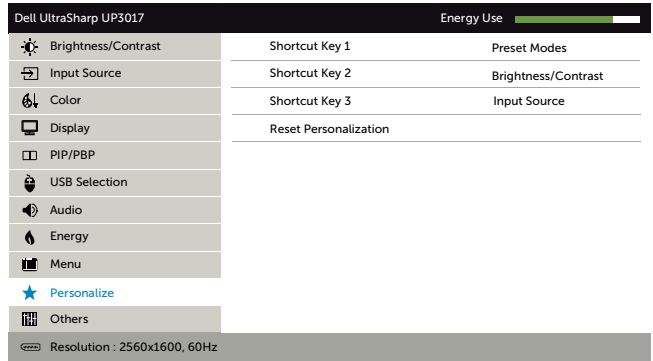 Dell UltraSharp UP3017 Energy Use
Brightness/Contrast Shortcut Key 1 Preset Modes
Input Source Shortcut Key 2 Brightness/Contrast
Color Shortcut Key 3 Input Source
Display Reset Personalization
PIP/PBP
USB Selection
Audio
Energy
Menu
Personalize
Others
Resolution : 2560x1600, 60Hz